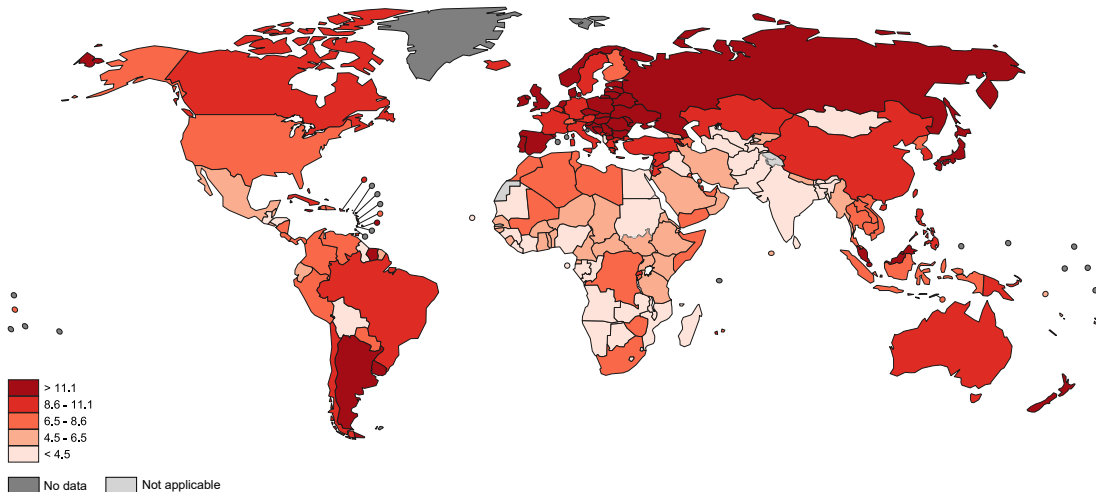 > 11.1
8.6 - 11.1
6.5 - 8.6
4.5 - 6.5
< 4.5
No data
Not applicable